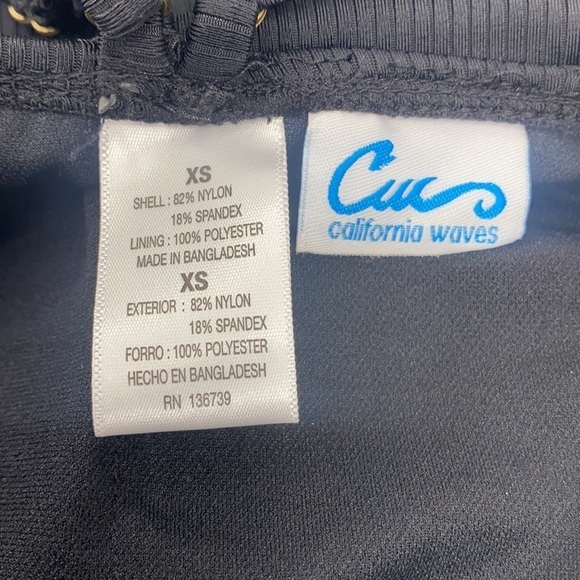 XS
SHELL : 82% NYLON
18% SPANDEX
LINING : 100% POLYESTER
MADE IN BANGLADESH
XS
EXTERIOR : 82% NYLON
18% SPANDEX
FORRO : 100% POLYESTER
HECHO EN BANGLADESH
RN 136739
california waves